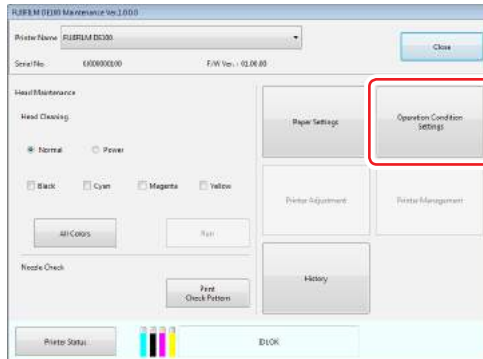 FUJIFILM DE100 Maintenance Ver.1.0.0.0
Printer Name FUJIFILM DE100
Close
Serial No. F/W Ver. : 01.00.00
Head Maintenance
Head Cleaning
Normal Power
Black Cyan Magenta Yellow
All Colors Run
Nozzle Check
Print
Check Pattern
Paper Settings
Operation Condition
Settings
Printer Adjustment
Printer Management
History
Printer Status